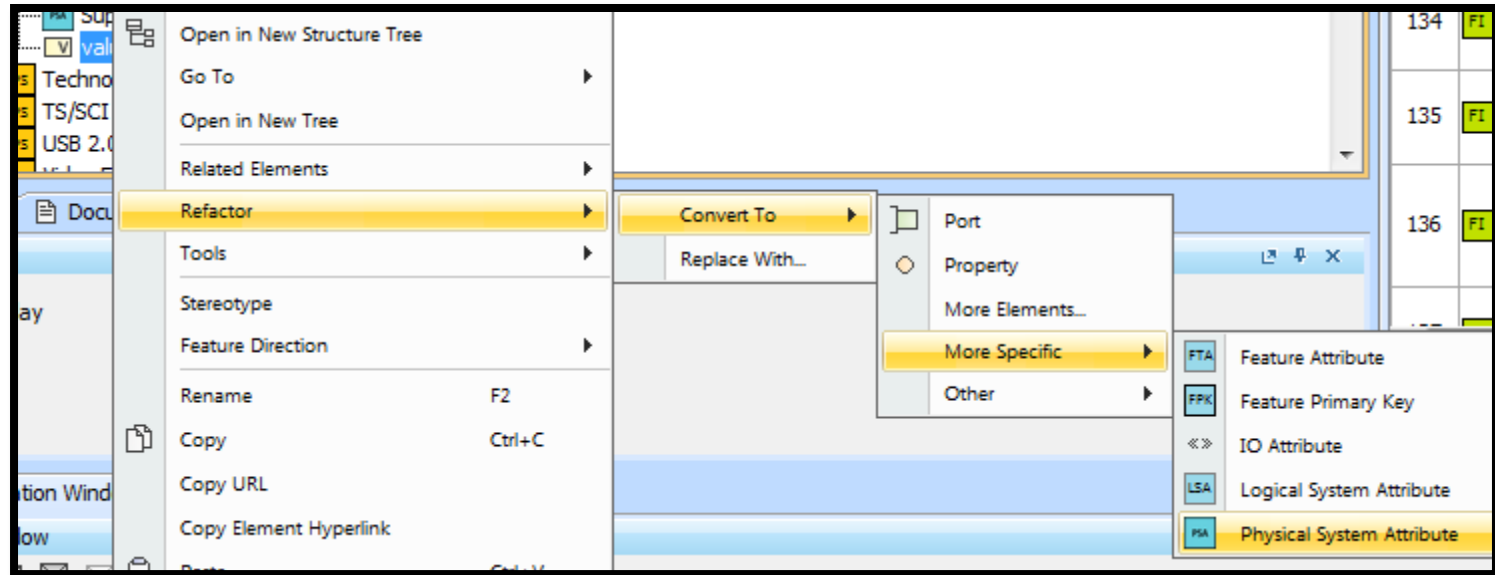 Sup
V val
Techno
TS/SCI
USB 2.0
Docu
ay
ation Wind
low
Open in New Structure Tree
Go To
Open in New Tree
Related Elements
Refactor
Tools
Stereotype
Feature Direction
Rename F2
Copy Ctrl+C
Copy URL
Copy Element Hyperlink
Convert To
Replace With...
Port
Property
More Elements...
More Specific
Other
FTA Feature Attribute
FPK Feature Primary Key
«» IO Attribute
LSA Logical System Attribute
PSA Physical System Attribute
134 FI
135 FI
136 FI